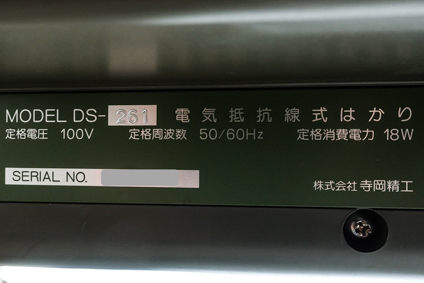 MODEL DS-261 電気抵抗線式はかり
定格電圧 100V 定格周波数 50/60Hz 定格消費電力 18W
SERIAL NO.
株式会社 寺岡精工